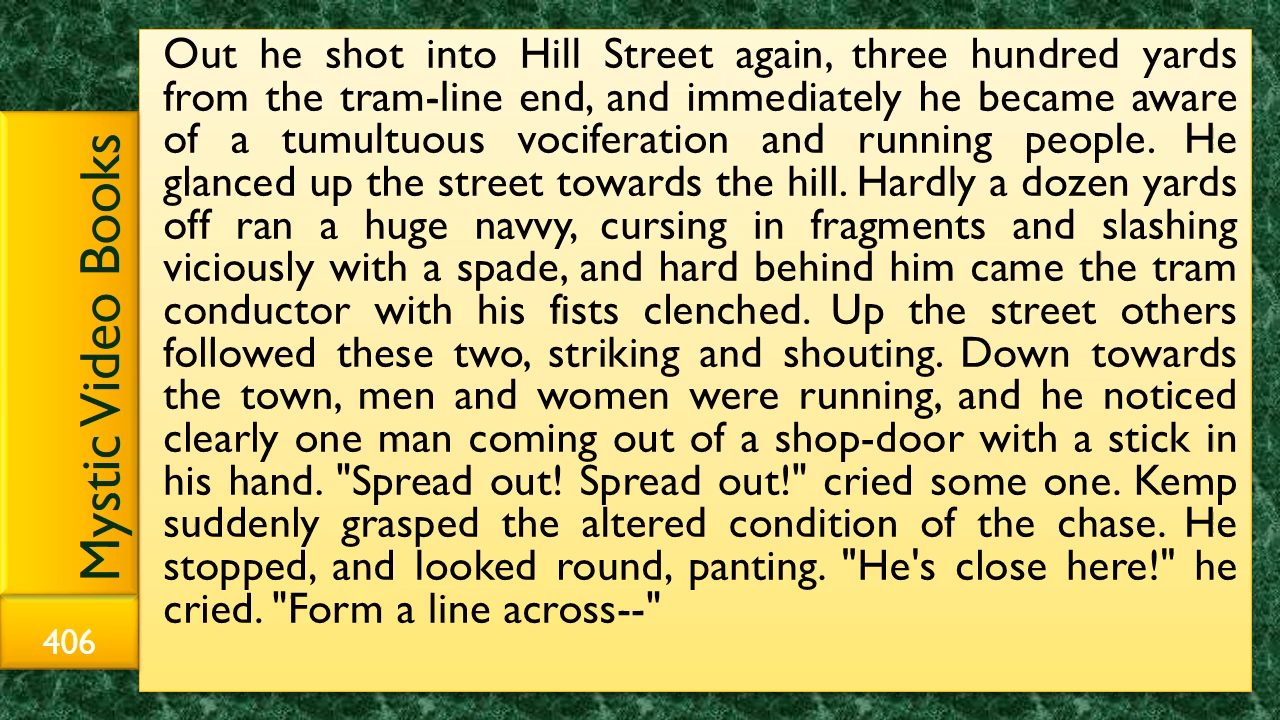 Out he shot into Hill Street again, three hundred yards
from the tram-line end, and immediately he became aware
of a tumultuous vociferation and running people. He
glanced up the street towards the hill. Hardly a dozen yards
off ran a huge navvy, cursing in fragments and slashing
viciously with a spade, and hard behind him came the tram
conductor with his fists clenched. Up the street others
followed these two, striking and shouting. Down towards
the town, men and women were running, and he noticed
clearly one man coming out of a shop-door with a stick in
his hand. "Spread out! Spread out!" cried some one. Kemp
suddenly grasped the altered condition of the chase. He
stopped, and looked round, panting. "He's close here!" he
cried. "Form a line across--"
Mystic Video Books
406